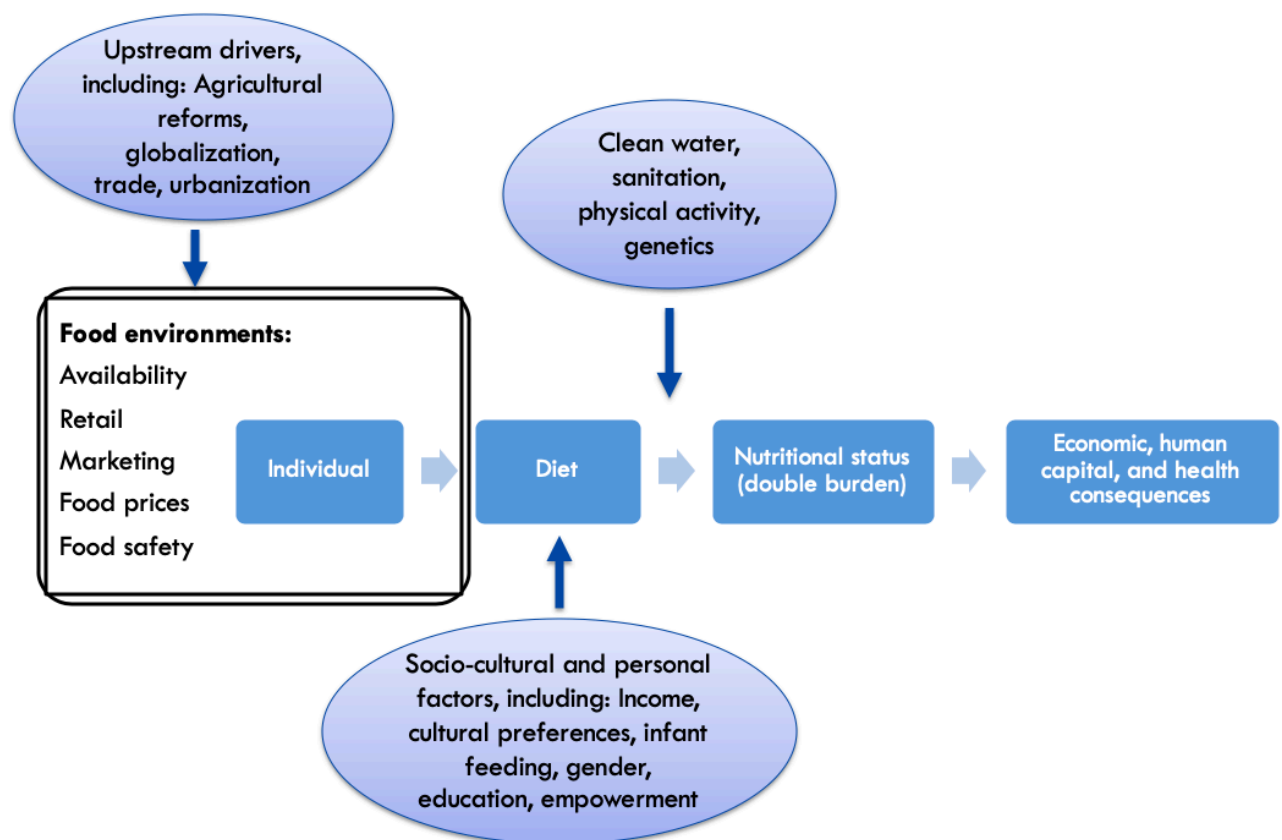 Upstream drivers,
including: Agricultural
reforms,
globalization,
trade, urbanization
Clean water,
sanitation,
physical activity,
genetics
Food environments:
Availability
Retail
Marketing
Food prices
Food safety
Individual
Diet
Nutritional status
(double burden)
Economic, human
capital, and health
consequences
Socio-cultural and personal
factors, including: Income,
cultural preferences, infant
feeding, gender,
education, empowerment